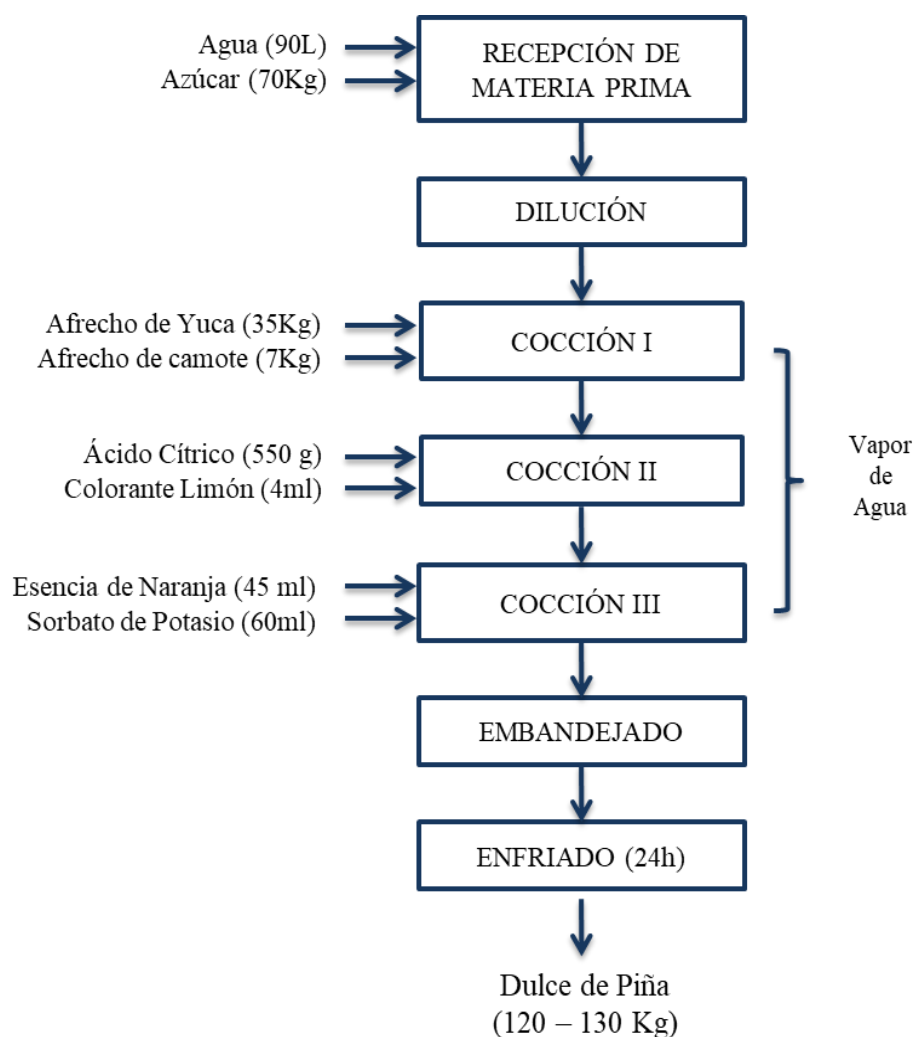 Agua (90L)
Azúcar (70Kg)
RECEPCIÓN DE
MATERIA PRIMA
DILUCIÓN
Afrecho de Yuca (35Kg)
Afrecho de camote (7Kg)
COCCIÓN I
Ácido Cítrico (550 g)
Colorante Limón (4ml)
COCCIÓN II
Vapor
de
Agua
Esencia de Naranja (45 ml)
Sorbato de Potasio (60ml)
COCCIÓN III
EMBANDEJADO
ENFRIADO (24h)
Dulce de Piña
(120 – 130 Kg)